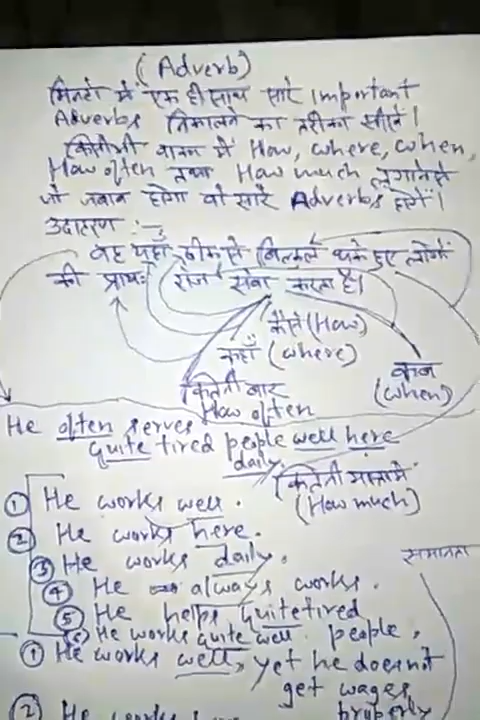 (Adverb)
मिनटों में एक ही साथ सारे Important
Adverbs निकालने का तरीका सीखें।
किसी भी वाक्य में How, where, when,
How often तथा How much लगाने से
जो जवाब होगा वो सारे Adverbs होंगे।
उदाहरण :→
वह यहाँ ठीक से बिल्कुल थके हुए लोगों
की प्रायः रोज सेवा करता है।
कैसे (How)
कहाँ (where)
कितनी बार
How often
कब
(when)
He often serves
quite tired people well here
daily
कितनी मात्रा में
(How much)
① He works well.
② He works here.
③ He works daily.
समानता
④ He always works.
⑤ He helps quite tired
people.
⑥ He works quite well.
① He works well, yet he doesn't
get wages
properly
② He works